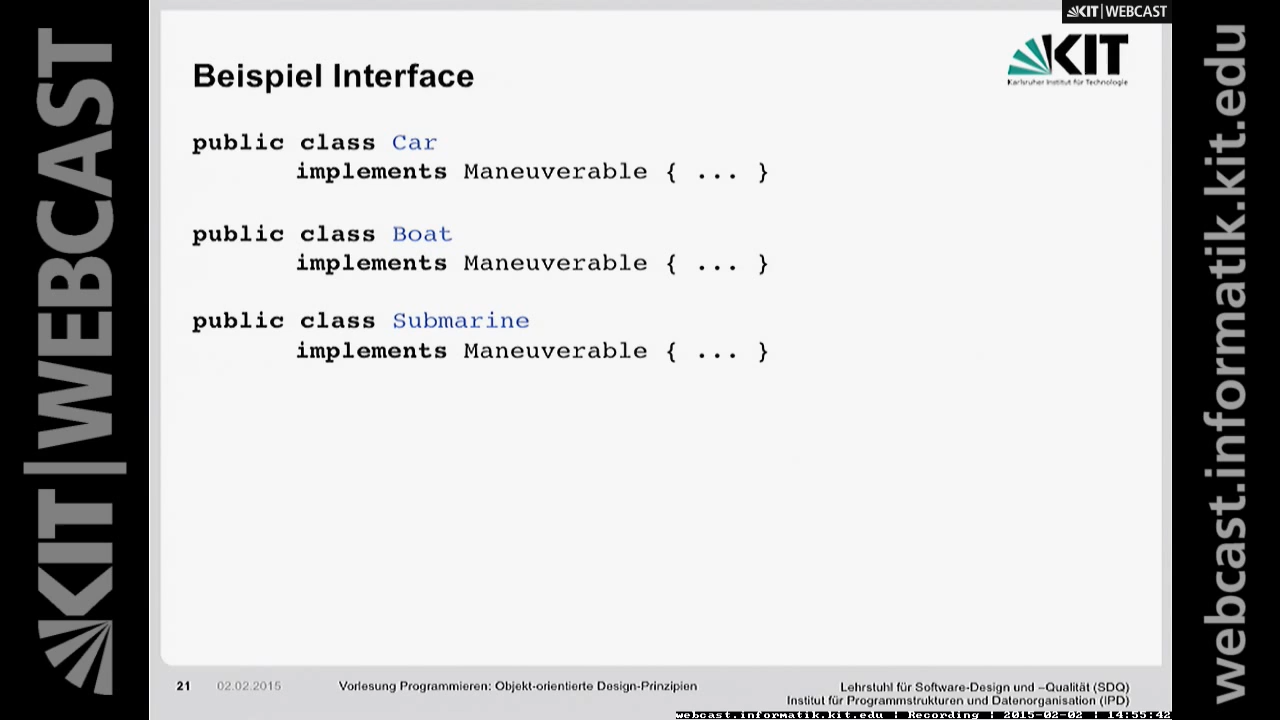 KIT|WEBCAST
KIT|WEBCAST
KIT
Karlsruher Institut für Technologie
Beispiel Interface
public class Car
implements Maneuverable { ... }
public class Boat
implements Maneuverable { ... }
public class Submarine
implements Maneuverable { ... }
21
02.02.2015
Vorlesung Programmieren: Objekt-orientierte Design-Prinzipien
Lehrstuhl für Software-Design und –Qualität (SDQ)
Institut für Programmstrukturen und Datenorganisation (IPD)
webcast.informatik.kit.edu | Recording | 2015-02-02 | 14:55:42
webcast.informatik.kit.edu